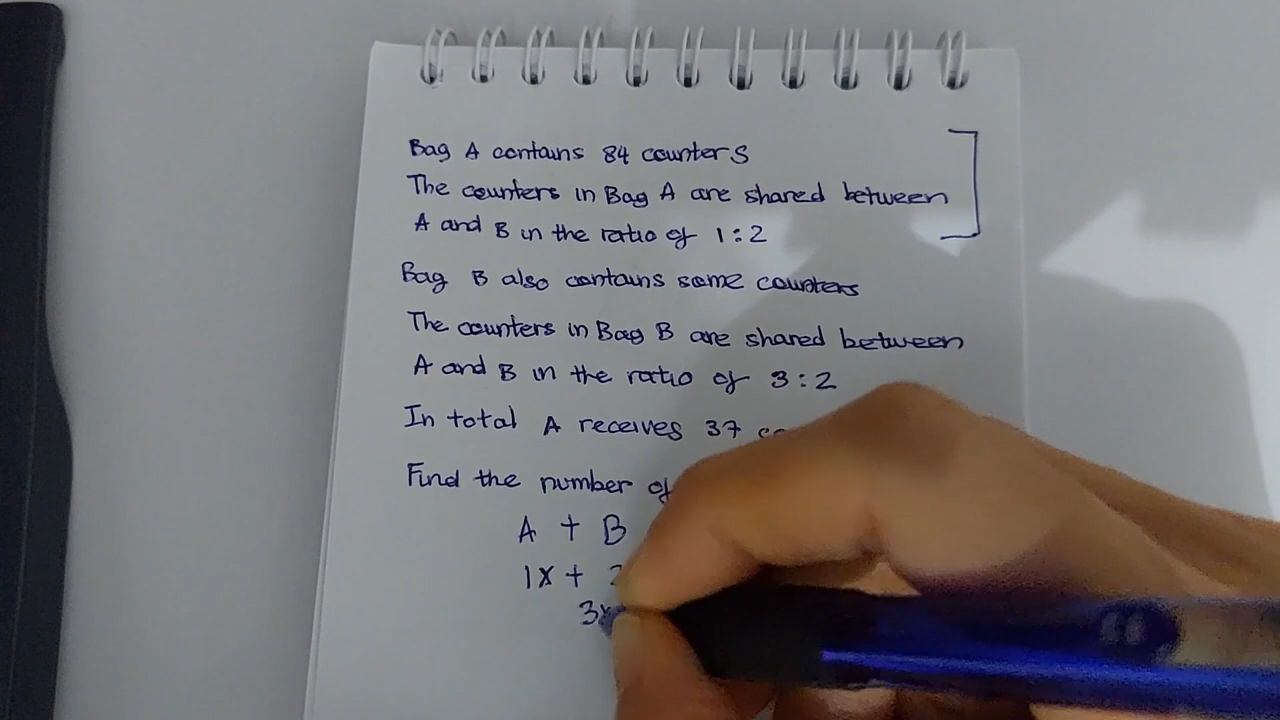 Bag A contains 84 counters
The counters in Bag A are shared between
A and B in the ratio of 1:2
Bag B also contains some counters
The counters in Bag B are shared between
A and B in the ratio of 3:2
In total A receives 37
Find the number of
A + B
1x +
3x